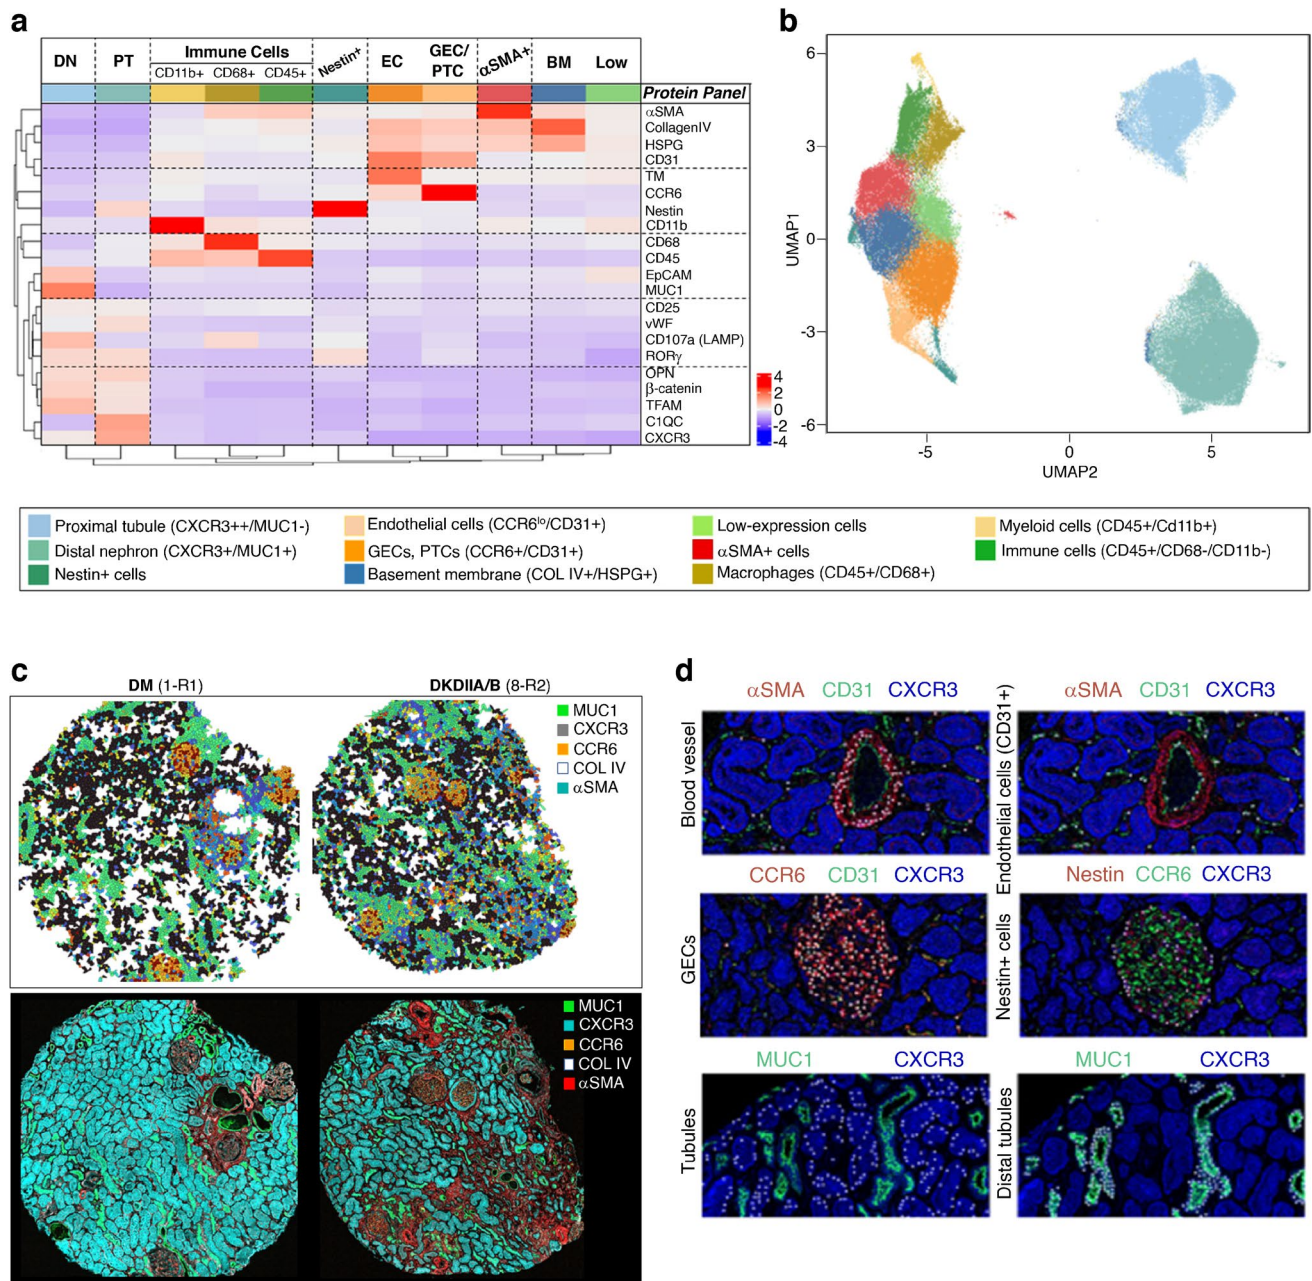 a
DN PT Immune Cells Nestin+ EC GEC/ PTC αSMA+ BM Low
CD11b+ CD68+ CD45+
Protein Panel
αSMA
CollagenIV
HSPG
CD31
TM
CCR6
Nestin
CD11b
CD68
CD45
EpCAM
MUC1
CD25
vWF
CD107a (LAMP)
RORγ
OPN
β-catenin
TFAM
C1QC
CXCR3
4
2
0
-2
-4
b
6
3
0
-3
-6
UMAP1
-5 0 5
UMAP2
Proximal tubule (CXCR3++/MUC1-)
Distal nephron (CXCR3+/MUC1+)
Nestin+ cells
Endothelial cells (CCR6lo/CD31+)
GECs, PTCs (CCR6+/CD31+)
Basement membrane (COL IV+/HSPG+)
Low-expression cells
αSMA+ cells
Macrophages (CD45+/CD68+)
Myeloid cells (CD45+/Cd11b+)
Immune cells (CD45+/CD68-/CD11b-)
c
DM (1-R1)
DKDIIA/B (8-R2)
MUC1
CXCR3
CCR6
COL IV
αSMA
MUC1
CXCR3
CCR6
COL IV
αSMA
d
αSMA CD31 CXCR3
Blood vessel
αSMA CD31 CXCR3
Endothelial cells (CD31+)
CCR6 CD31 CXCR3
GECs
Nestin CCR6 CXCR3
Nestin+ cells
MUC1 CXCR3
Tubules
MUC1 CXCR3
Distal tubules